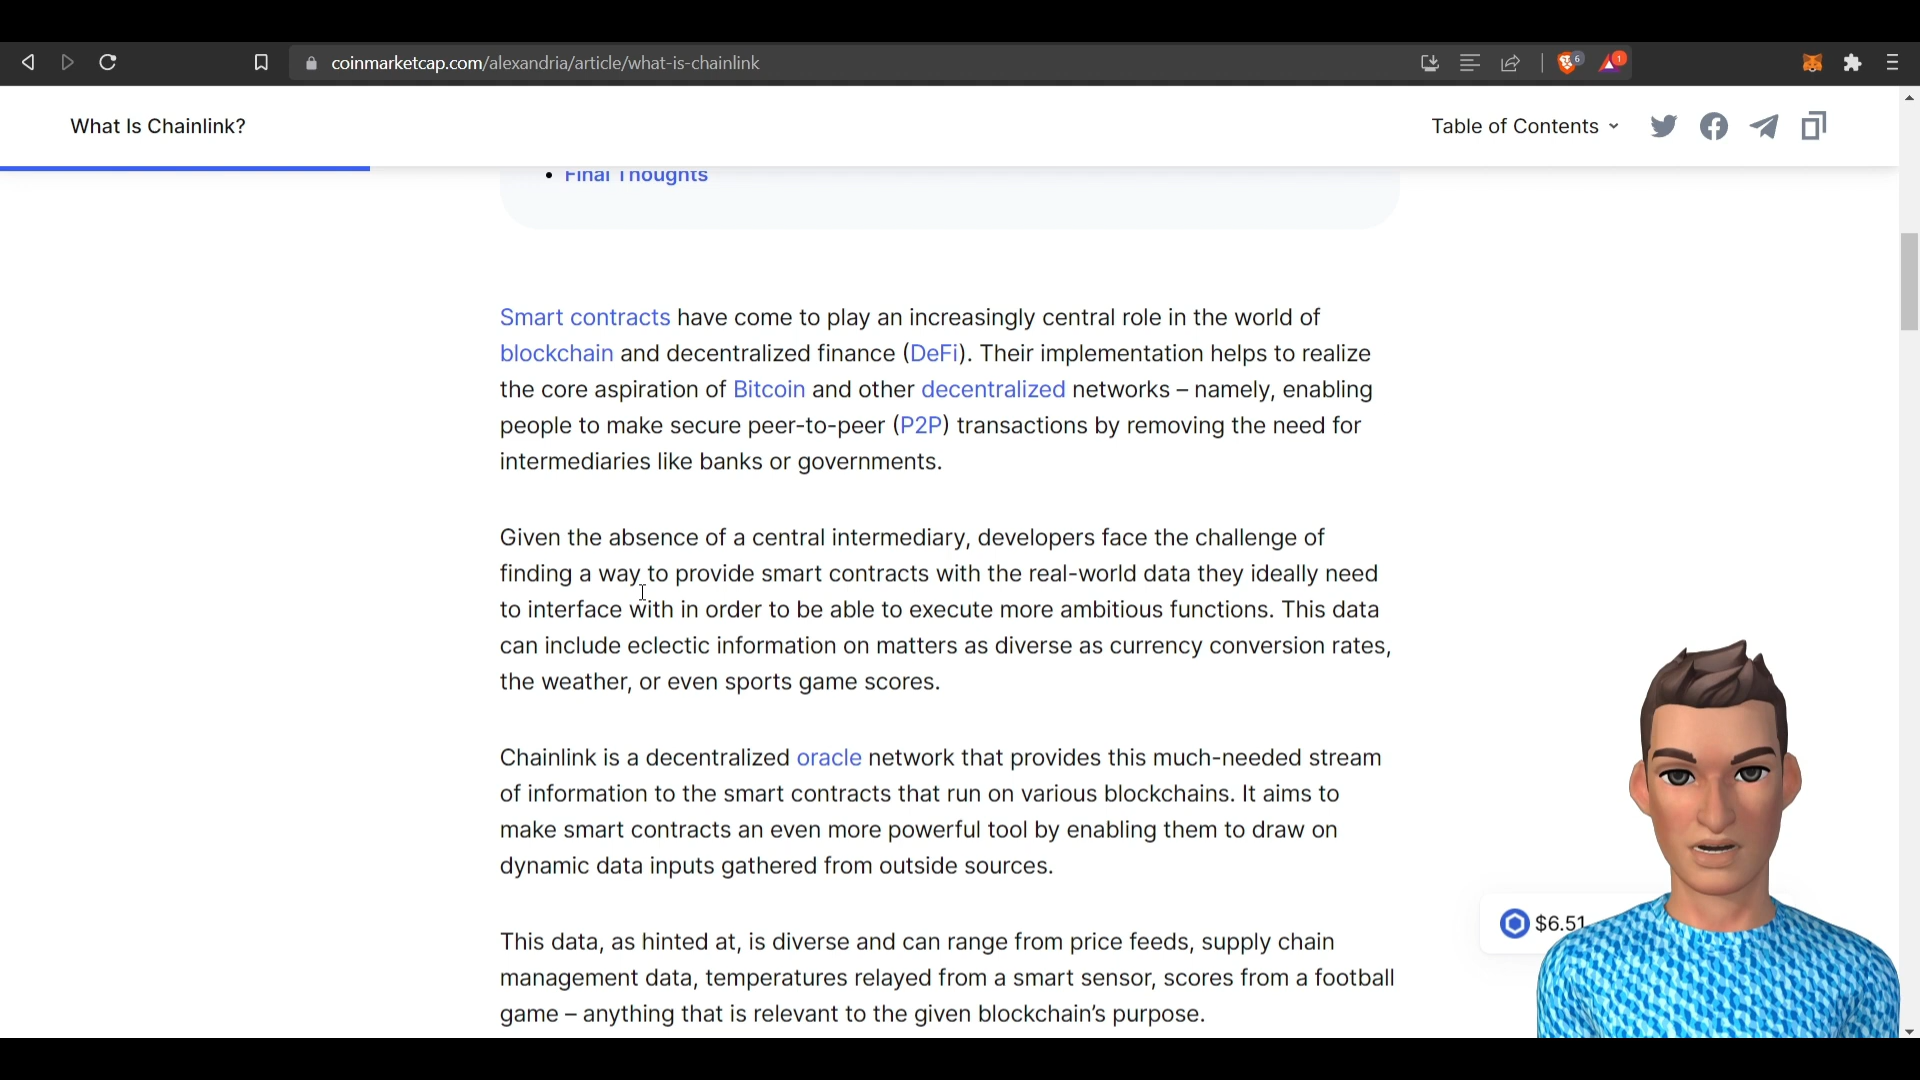 coinmarketcap.com/alexandria/article/what-is-chainlink
6
1
What Is Chainlink?
Table of Contents
Final Thoughts
Smart contracts have come to play an increasingly central role in the world of
blockchain and decentralized finance (DeFi). Their implementation helps to realize
the core aspiration of Bitcoin and other decentralized networks – namely, enabling
people to make secure peer-to-peer (P2P) transactions by removing the need for
intermediaries like banks or governments.
Given the absence of a central intermediary, developers face the challenge of
finding a way to provide smart contracts with the real-world data they ideally need
to interface with in order to be able to execute more ambitious functions. This data
can include eclectic information on matters as diverse as currency conversion rates,
the weather, or even sports game scores.
Chainlink is a decentralized oracle network that provides this much-needed stream
of information to the smart contracts that run on various blockchains. It aims to
make smart contracts an even more powerful tool by enabling them to draw on
dynamic data inputs gathered from outside sources.
$6.51
This data, as hinted at, is diverse and can range from price feeds, supply chain
management data, temperatures relayed from a smart sensor, scores from a football
game – anything that is relevant to the given blockchain's purpose.